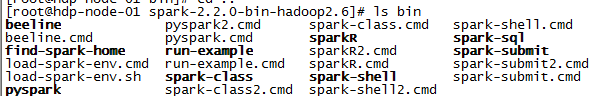 [root@hdp-node-01 spark-2.2.0-bin-hadoop2.6]# ls bin
beeline pyspark2.cmd spark-class.cmd spark-shell.cmd
beeline.cmd pyspark.cmd sparkR spark-sql
find-spark-home run-example sparkR2.cmd spark-submit
load-spark-env.cmd run-example.cmd sparkR.cmd spark-submit2.cmd
load-spark-env.sh spark-class spark-shell spark-submit.cmd
pyspark spark-class2.cmd spark-shell2.cmd